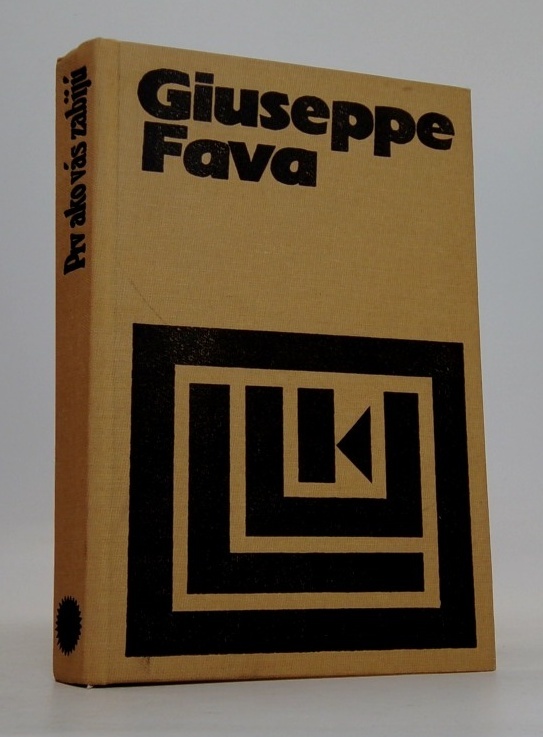 Giuseppe
Fava
Prv ako vás zabijú